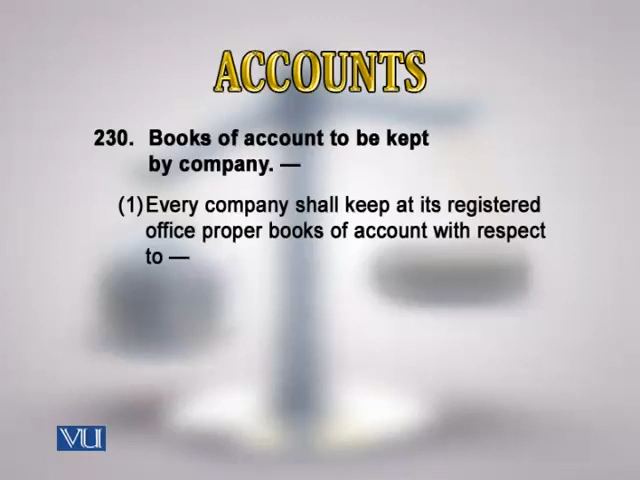 ACCOUNTS
230. Books of account to be kept
by company. —
(1) Every company shall keep at its registered
office proper books of account with respect
to —
VU